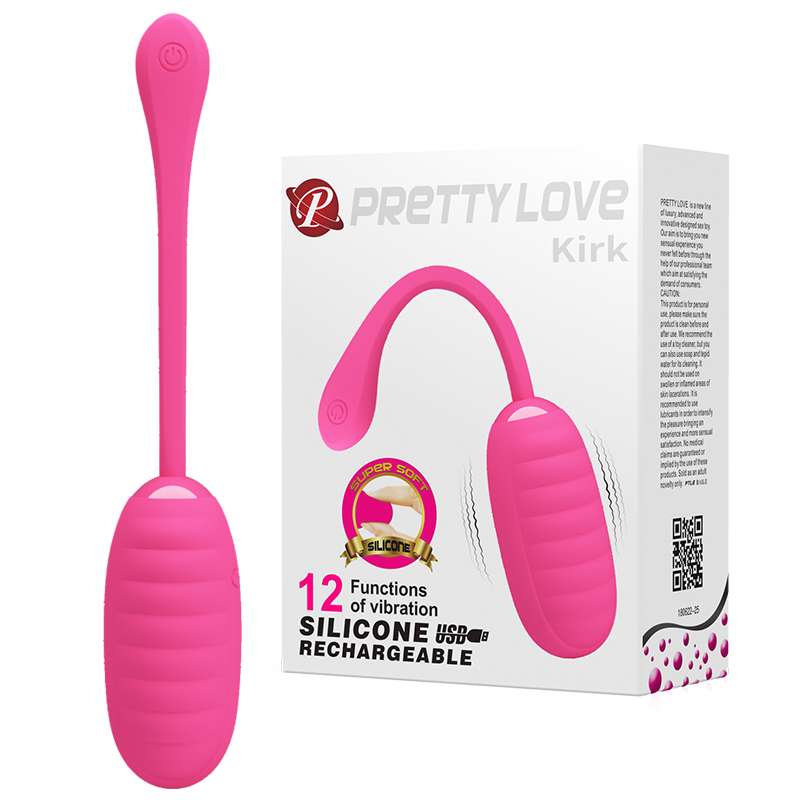 P PRETTY LOVE
Kirk
SUPER SOFT
SILICONE
12 Functions
of vibration
SILICONE USB
RECHARGEABLE
PRETTY LOVE is a new line
of luxury, advanced and
innovative designed sex toy.
Our aim is to bring you new
sensual experience you
never felt before through the
help of our professional team
which aim at satisfying the
demand of consumers.
CAUTION:
This product is for personal
use, please make sure the
product is clean before and
after use. We recommend the
use of a toy cleaner, but you
can also use soap and tepid
water for its cleaning. It
should not be used on
swollen or inflamed areas of
skin lacerations. It is
recommended to use
lubricants in order to intensify
the pleasure bringing an
experience and more sensual
satisfaction. No medical
claims are guaranteed or
implied by the use of these
products. Sold as an adult
novelty only.
180622-25